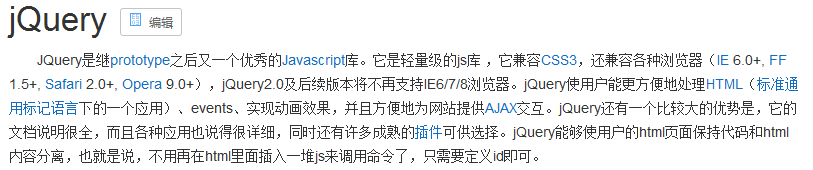 jQuery 编辑
JQuery是继prototype之后又一个优秀的Javascript库。它是轻量级的js库 ，它兼容CSS3，还兼容各种浏览器（IE 6.0+, FF
1.5+, Safari 2.0+, Opera 9.0+），jQuery2.0及后续版本将不再支持IE6/7/8浏览器。jQuery使用户能更方便地处理HTML（标准通
用标记语言下的一个应用）、events、实现动画效果，并且方便地为网站提供AJAX交互。jQuery还有一个比较大的优势是，它的
文档说明很全，而且各种应用也说得很详细，同时还有许多成熟的插件可供选择。jQuery能够使用户的html页面保持代码和html
内容分离，也就是说，不用再在html里面插入一堆js来调用命令了，只需要定义id即可。